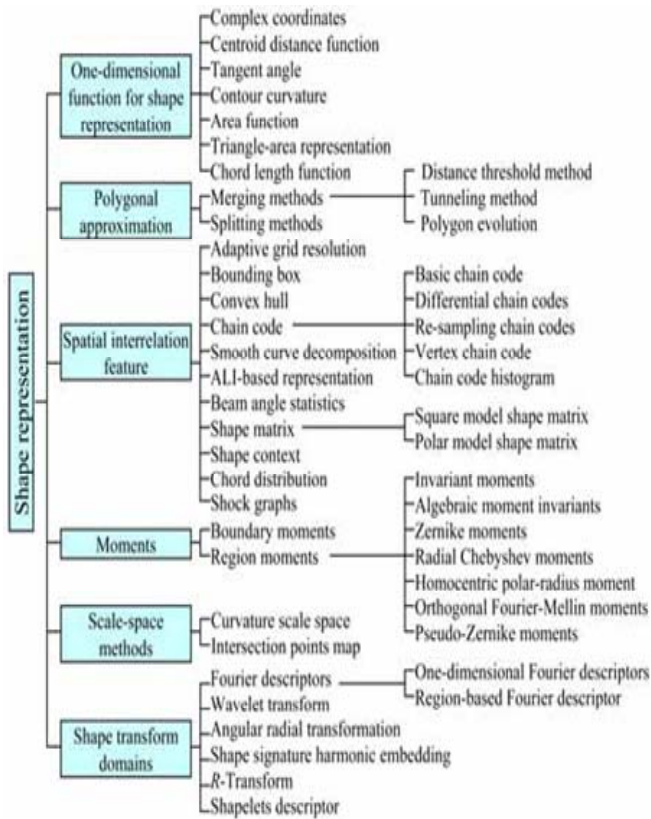 Shape representation
One-dimensional
function for shape
representation
Complex coordinates
Centroid distance function
Tangent angle
Contour curvature
Area function
Triangle-area representation
Chord length function
Polygonal
approximation
Merging methods
Distance threshold method
Tunneling method
Polygon evolution
Splitting methods
Spatial interrelation
feature
Adaptive grid resolution
Bounding box
Convex hull
Chain code
Basic chain code
Differential chain codes
Re-sampling chain codes
Vertex chain code
Chain code histogram
Smooth curve decomposition
ALI-based representation
Beam angle statistics
Shape matrix
Square model shape matrix
Polar model shape matrix
Shape context
Chord distribution
Shock graphs
Moments
Boundary moments
Region moments
Invariant moments
Algebraic moment invariants
Zernike moments
Radial Chebyshev moments
Homocentric polar-radius moment
Orthogonal Fourier-Mellin moments
Pseudo-Zernike moments
Scale-space
methods
Curvature scale space
Intersection points map
Shape transform
domains
Fourier descriptors
One-dimensional Fourier descriptors
Region-based Fourier descriptor
Wavelet transform
Angular radial transformation
Shape signature harmonic embedding
R-Transform
Shapelets descriptor